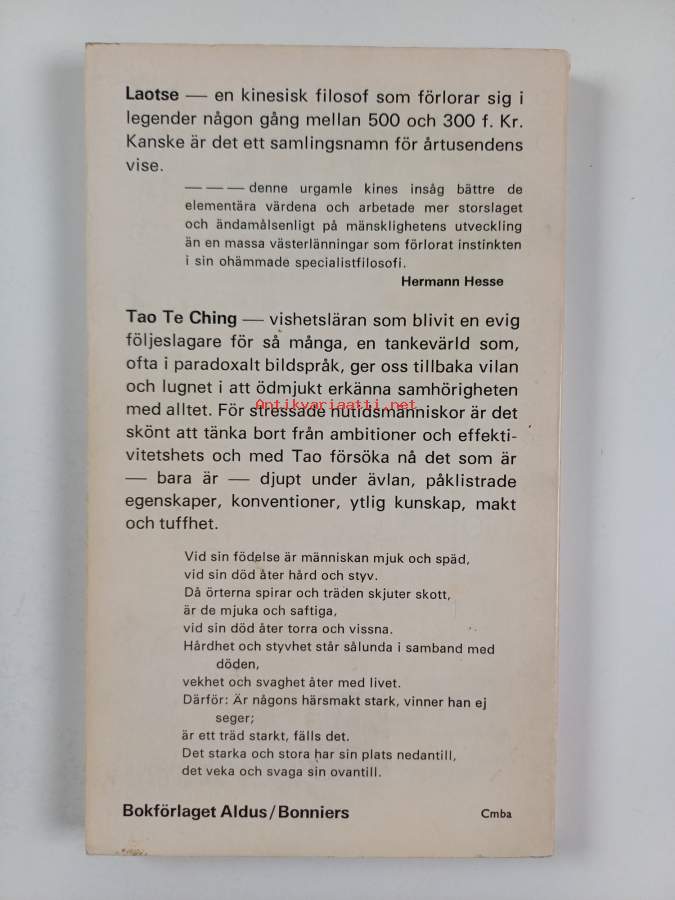 Laotse — en kinesisk filosof som förlorar sig i
legender någon gång mellan 500 och 300 f. Kr.
Kanske är det ett samlingsnamn för årtusendens
vise.
— — — denne urgamle kines insåg bättre de
elementära värdena och arbetade mer storslaget
och ändamålsenligt på mänsklighetens utveckling
än en massa västerlänningar som förlorat instinkten
i sin ohämmade specialistfilosofi.
Hermann Hesse
Tao Te Ching — vishetsläran som blivit en evig
följeslagare för så många, en tankevärld som,
ofta i paradoxalt bildspråk, ger oss tillbaka vilan
och lugnet i att ödmjukt erkänna samhörigheten
med alltet. För stressade nutidsmänniskor är det
Antikvariaatti.net
skönt att tänka bort från ambitioner och effekti-
vitetshets och med Tao försöka nå det som är
— bara är — djupt under ävlan, påklistrade
egenskaper, konventioner, ytlig kunskap, makt
och tuffhet.
Vid sin födelse är människan mjuk och späd,
vid sin död åter hård och styv.
Då örterna spirar och träden skjuter skott,
är de mjuka och saftiga,
vid sin död åter torra och vissna.
Hårdhet och styvhet står sålunda i samband med
döden,
vekhet och svaghet åter med livet.
Därför: Är någons härsmakt stark, vinner han ej
seger;
är ett träd starkt, fälls det.
Det starka och stora har sin plats nedantill,
det veka och svaga sin ovantill.
Bokförlaget Aldus/Bonniers
Cmba